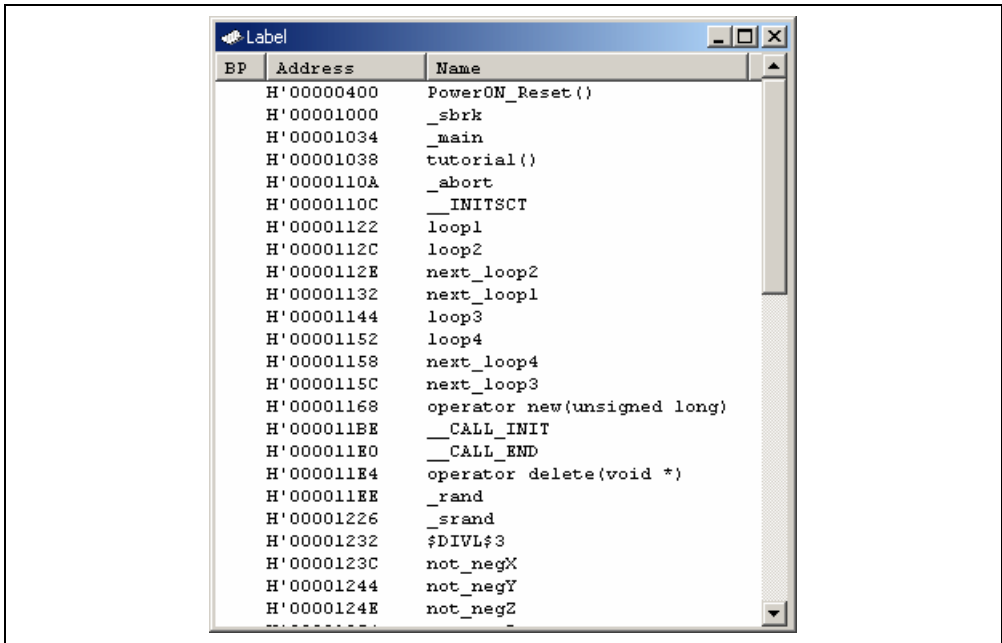 Label
BP Address Name
H'00000400 PowerON_Reset()
H'00001000 _sbrk
H'00001034 _main
H'00001038 tutorial()
H'0000110A _abort
H'0000110C __INITSCT
H'00001122 loop1
H'0000112C loop2
H'0000112E next_loop2
H'00001132 next_loop1
H'00001144 loop3
H'00001152 loop4
H'00001158 next_loop4
H'0000115C next_loop3
H'00001168 operator new(unsigned long)
H'000011BE __CALL_INIT
H'000011E0 __CALL_END
H'000011E4 operator delete(void *)
H'000011EE _rand
H'00001226 _srand
H'00001232 $DIVL$3
H'0000123C not_negX
H'00001244 not_negY
H'0000124E not_negZ